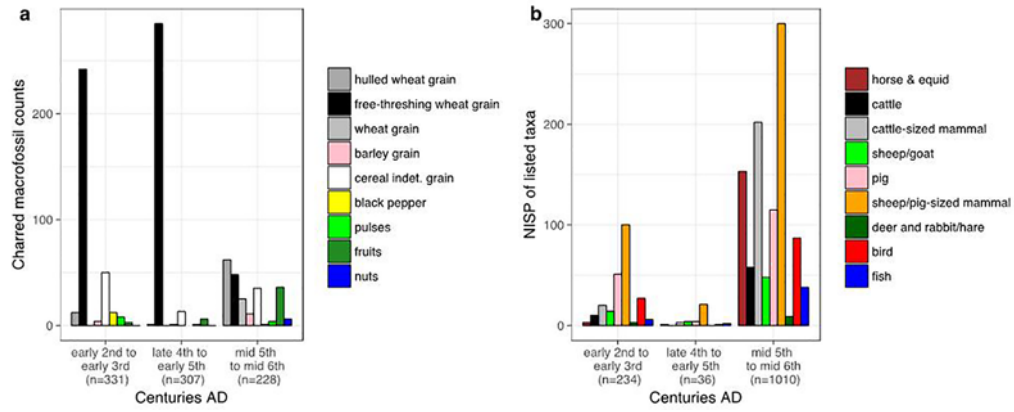 a
Charred macrofossil counts
200
100
0
early 2nd to
early 3rd
(n=331)
late 4th to
early 5th
(n=307)
mid 5th
to mid 6th
(n=228)
Centuries AD
hulled wheat grain
free-threshing wheat grain
wheat grain
barley grain
cereal indet. grain
black pepper
pulses
fruits
nuts
b
NISP of listed taxa
300
200
100
0
early 2nd to
early 3rd
(n=234)
late 4th to
early 5th
(n=36)
mid 5th
to mid 6th
(n=1010)
Centuries AD
horse & equid
cattle
cattle-sized mammal
sheep/goat
pig
sheep/pig-sized mammal
deer and rabbit/hare
bird
fish